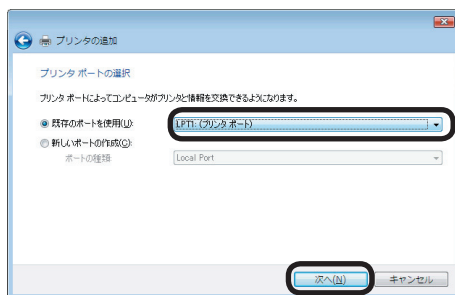 プリンタの追加
プリンタ ポートの選択
プリンタ ポートによってコンピュータがプリンタと情報を交換できるようになります。
既存のポートを使用(U): LPT1: (プリンタ ポート)
新しいポートの作成(C):
ポートの種類: Local Port
次へ(N) キャンセル